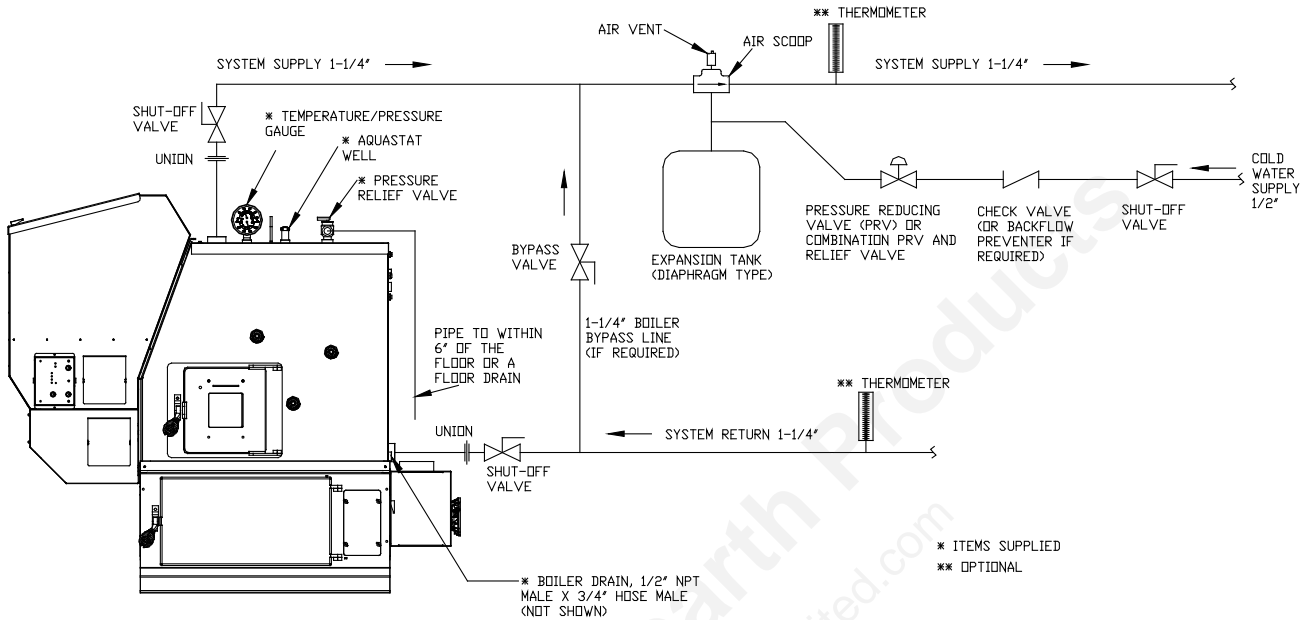 ** THERMOMETER
AIR VENT
AIR SCOOP
SYSTEM SUPPLY 1-1/4"
SYSTEM SUPPLY 1-1/4"
SHUT-OFF
VALVE
* TEMPERATURE/PRESSURE
GAUGE
* AQUASTAT
WELL
UNION
* PRESSURE
RELIEF VALVE
COLD
WATER
SUPPLY
1/2"
PRESSURE REDUCING
VALVE (PRV) OR
COMBINATION PRV AND
RELIEF VALVE
CHECK VALVE
(OR BACKFLOW
PREVENTER IF
REQUIRED)
SHUT-OFF
VALVE
BYPASS
VALVE
EXPANSION TANK
(DIAPHRAGM TYPE)
1-1/4" BOILER
BYPASS LINE
(IF REQUIRED)
PIPE TO WITHIN
6" OF THE
FLOOR OR A
FLOOR DRAIN
** THERMOMETER
UNION
SYSTEM RETURN 1-1/4"
SHUT-OFF
VALVE
* ITEMS SUPPLIED
** OPTIONAL
* BOILER DRAIN, 1/2" NPT
MALE X 3/4" HOSE MALE
(NOT SHOWN)
arth Products
ited.com